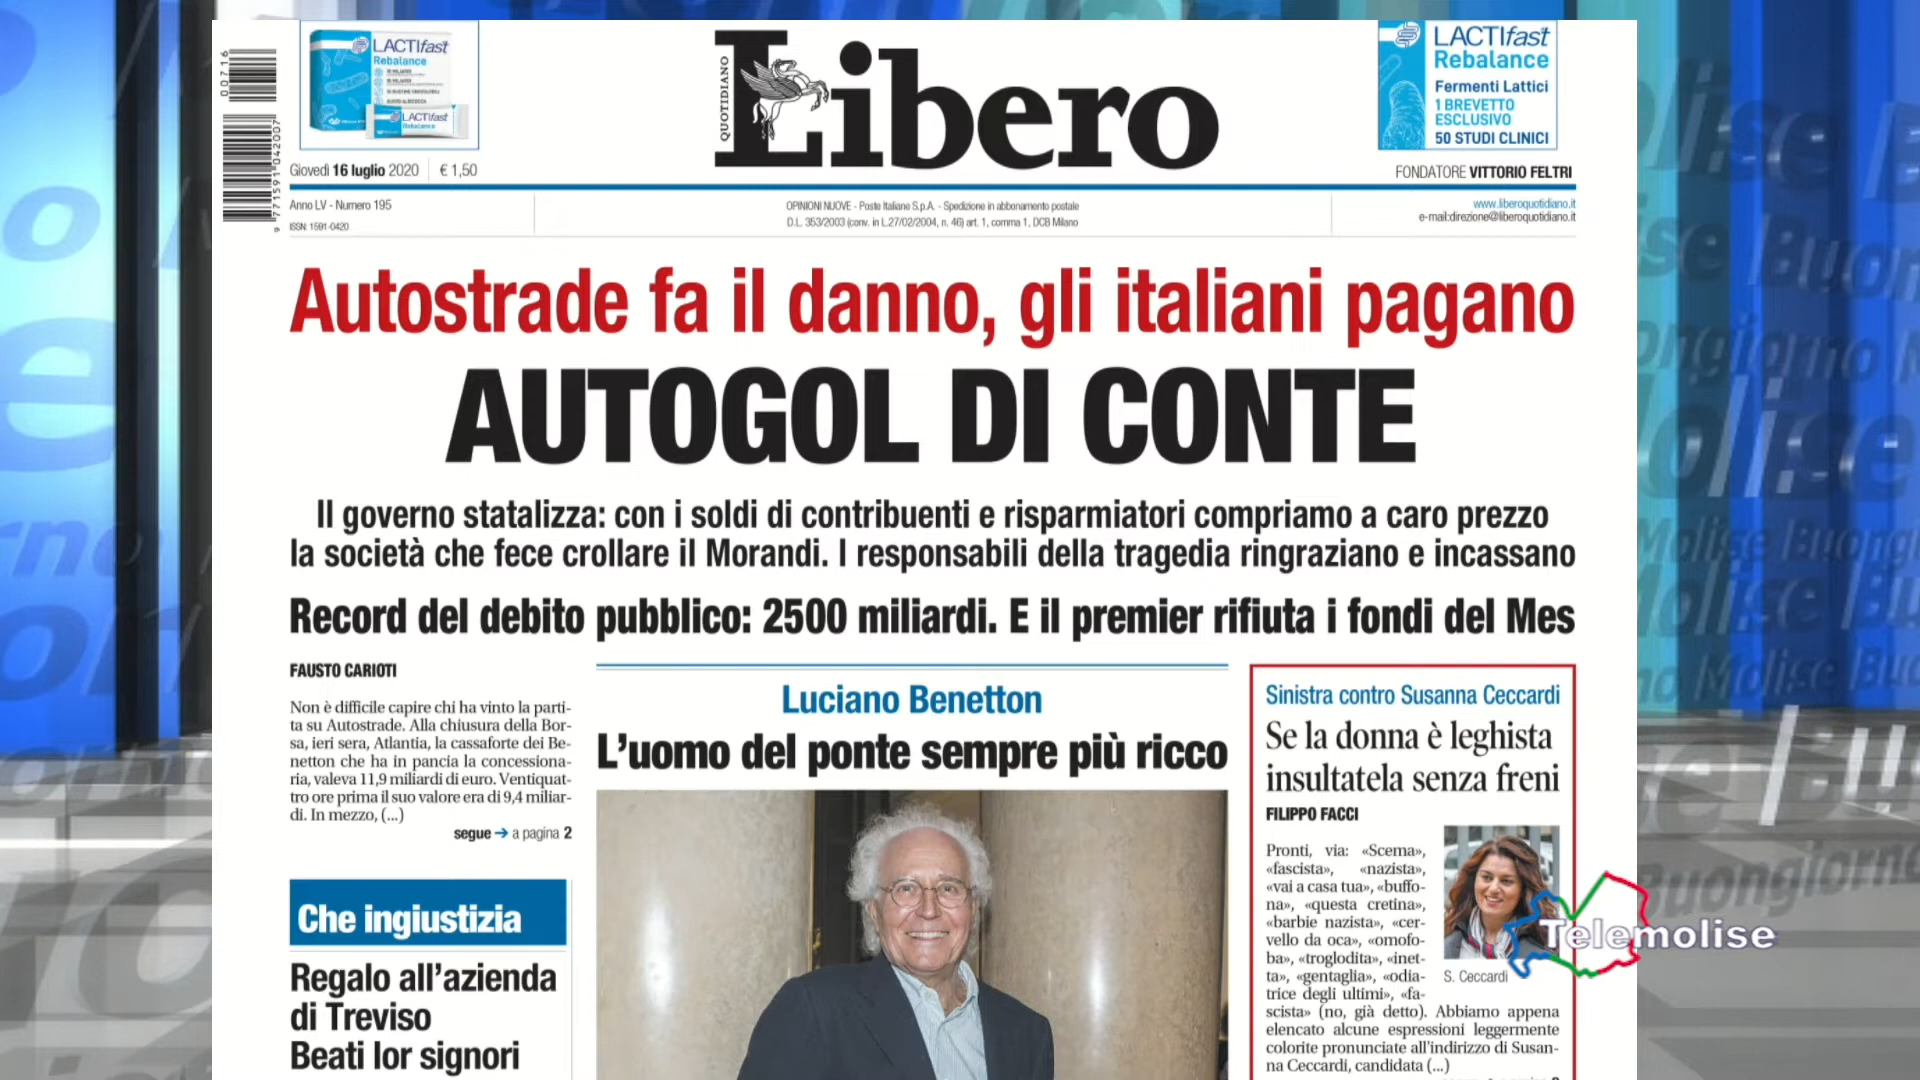 00716
9 771591 042007
LACTIfast
Rebalance
LACTIfast
Rebalance
QUOTIDIANO
Libero
LACTIfast
Rebalance
Fermenti Lattici
1 BREVETTO
ESCLUSIVO
50 STUDI CLINICI
Giovedì 16 luglio 2020 € 1,50
FONDATORE VITTORIO FELTRI
Anno LV - Numero 195
ISSN: 1591-0420
OPINIONI NUOVE - Poste Italiane S.p.A. - Spedizione in abbonamento postale
D.L. 353/2003 (conv. in L.27/02/2004, n. 46) art. 1, comma 1, DCB Milano
www.liberoquotidiano.it
e-mail:direzione@liberoquotidiano.it
Autostrade fa il danno, gli italiani pagano
AUTOGOL DI CONTE
Il governo statalizza: con i soldi di contribuenti e risparmiatori compriamo a caro prezzo
la società che fece crollare il Morandi. I responsabili della tragedia ringraziano e incassano
Record del debito pubblico: 2500 miliardi. E il premier rifiuta i fondi del Mes
FAUSTO CARIOTI
Non è difficile capire chi ha vinto la parti-
ta su Autostrade. Alla chiusura della Bor-
sa, ieri sera, Atlantia, la cassaforte dei Be-
netton che ha in pancia la concessiona-
ria, valeva 11,9 miliardi di euro. Ventiquat-
tro ore prima il suo valore era di 9,4 miliar-
di. In mezzo, (...)
segue → a pagina 2
Che ingiustizia
Regalo all'azienda
di Treviso
Beati lor signori
Luciano Benetton
L'uomo del ponte sempre più ricco
Sinistra contro Susanna Ceccardi
Se la donna è leghista
insultatela senza freni
FILIPPO FACCI
Pronti, via: «Scema»,
«fascista», «nazista»,
«vai a casa tua», «buffo-
na», «questa cretina»,
«barbie nazista», «cer-
vello da oca», «omofo-
ba», «troglodita», «inet-
ta», «gentaglia», «odia-
trice degli ultimi», «fa-
scista» (no, già detto). Abbiamo appena
elencato alcune espressioni leggermente
colorite pronunciate all'indirizzo di Susan-
na Ceccardi, candidata (...)
S. Ceccardi
Telemolise